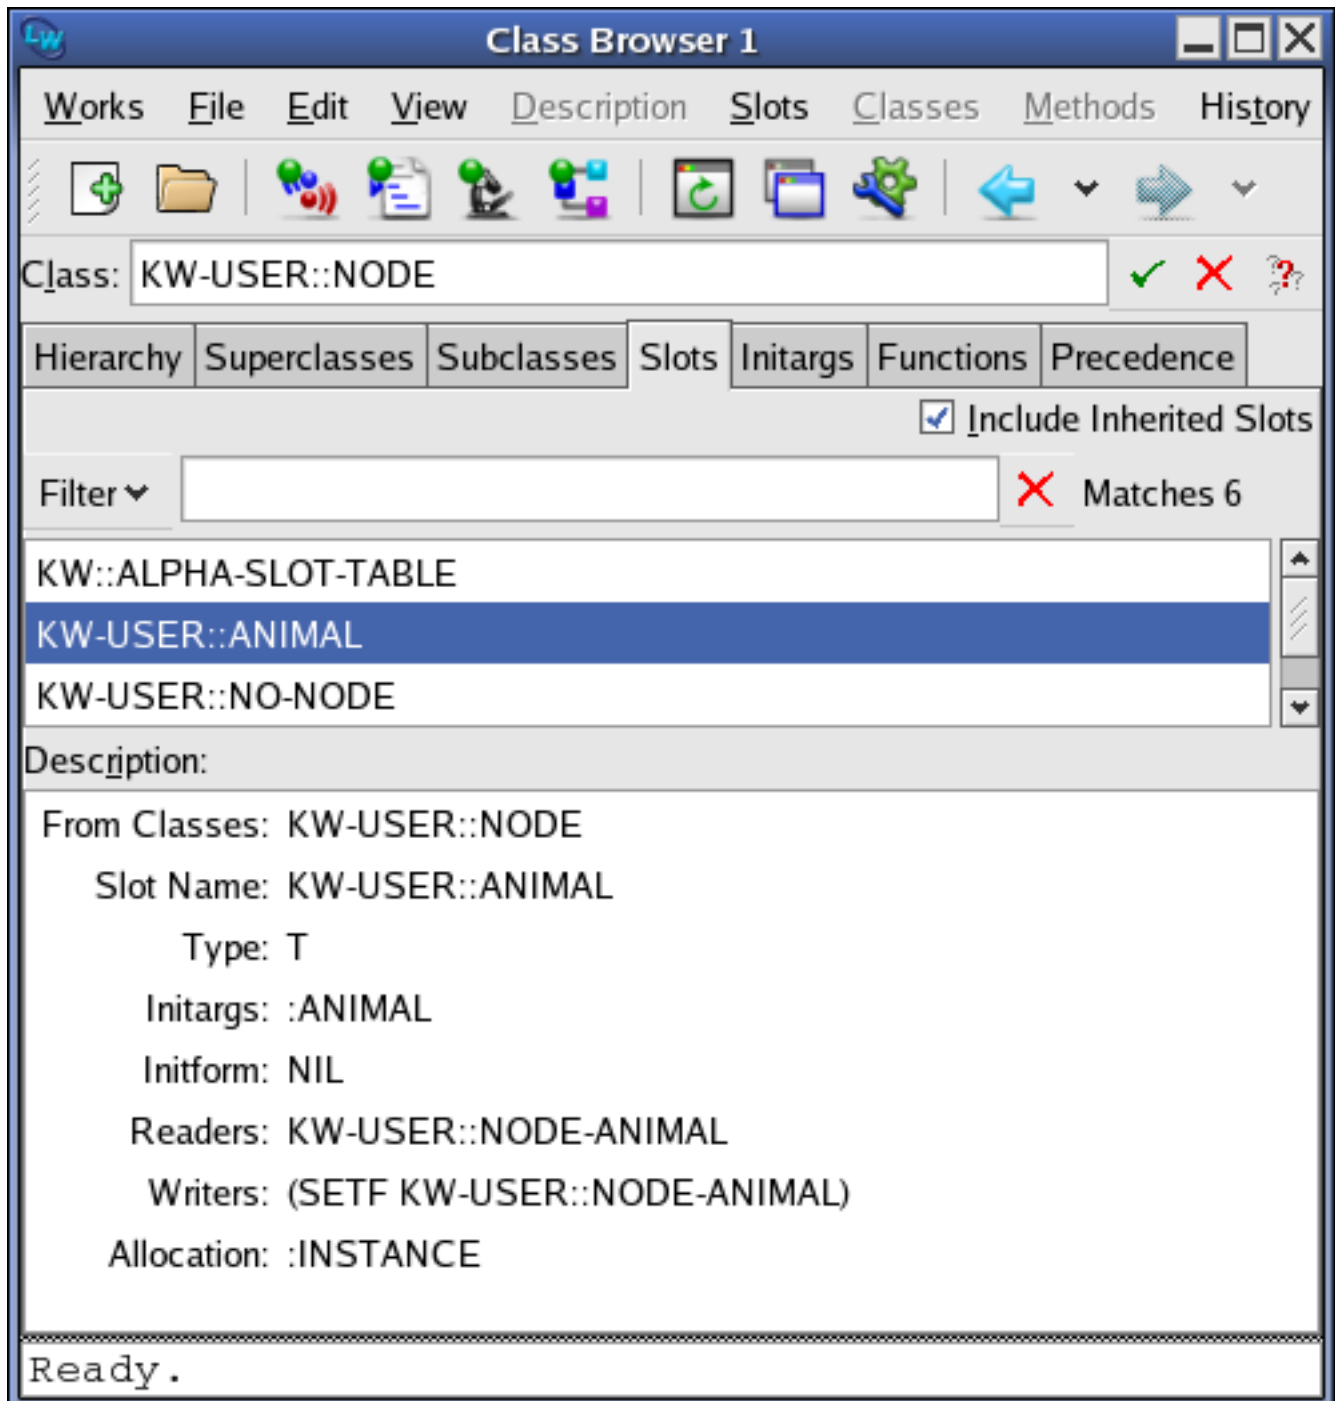 LW Class Browser 1
Works File Edit View Description Slots Classes Methods History
Class: KW-USER::NODE
Hierarchy Superclasses Subclasses Slots Initargs Functions Precedence
Include Inherited Slots
Filter Matches 6
KW::ALPHA-SLOT-TABLE
KW-USER::ANIMAL
KW-USER::NO-NODE
Description:
From Classes: KW-USER::NODE
Slot Name: KW-USER::ANIMAL
Type: T
Initargs: :ANIMAL
Initform: NIL
Readers: KW-USER::NODE-ANIMAL
Writers: (SETF KW-USER::NODE-ANIMAL)
Allocation: :INSTANCE
Ready.